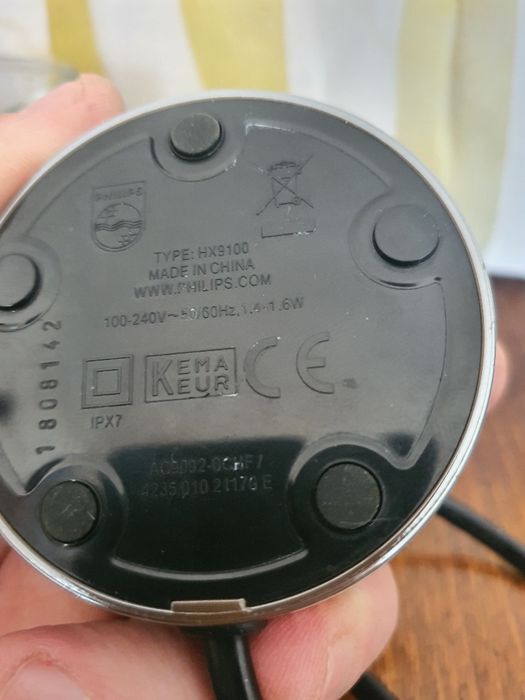 PHILIPS
TYPE: HX9100
MADE IN CHINA
WWW.PHILIPS.COM
100-240V~50/60Hz,1.4-1.6W
1808142
KEMA
KEUR
CE
IPX7
4235 010 21173 E